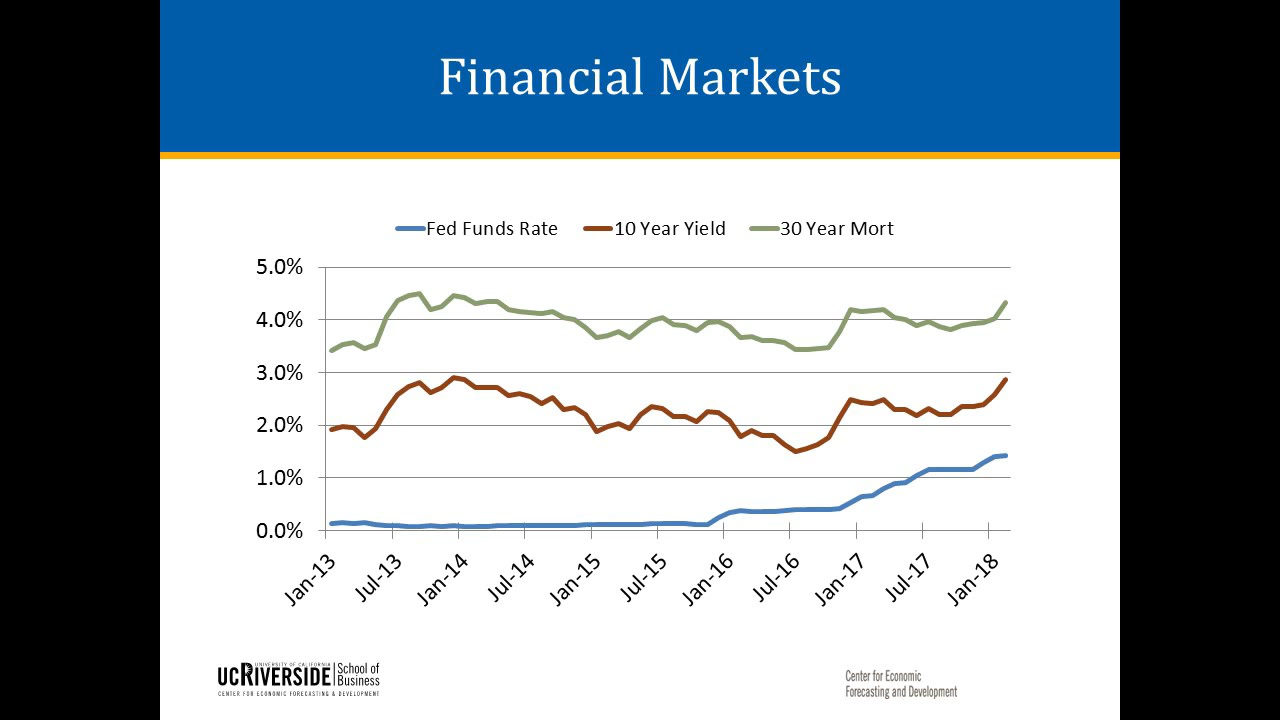 Financial Markets
Fed Funds Rate 10 Year Yield 30 Year Mort
5.0%
4.0%
3.0%
2.0%
1.0%
0.0%
Jan-13 Jul-13 Jan-14 Jul-14 Jan-15 Jul-15 Jan-16 Jul-16 Jan-17 Jul-17 Jan-18
UNIVERSITY OF CALIFORNIA
UCRIVERSIDE School of
Business
CENTER FOR ECONOMIC FORECASTING & DEVELOPMENT
Center for Economic
Forecasting and Development